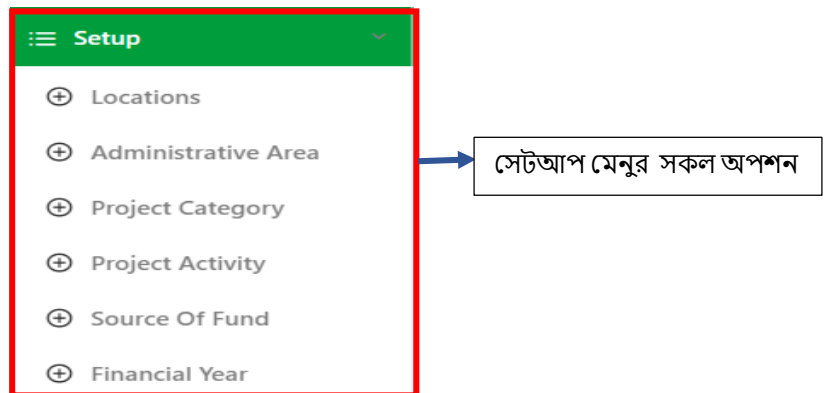 Setup
Locations
Administrative Area
সেটআপ মেনুর সকল অপশন
Project Category
Project Activity
Source Of Fund
Financial Year